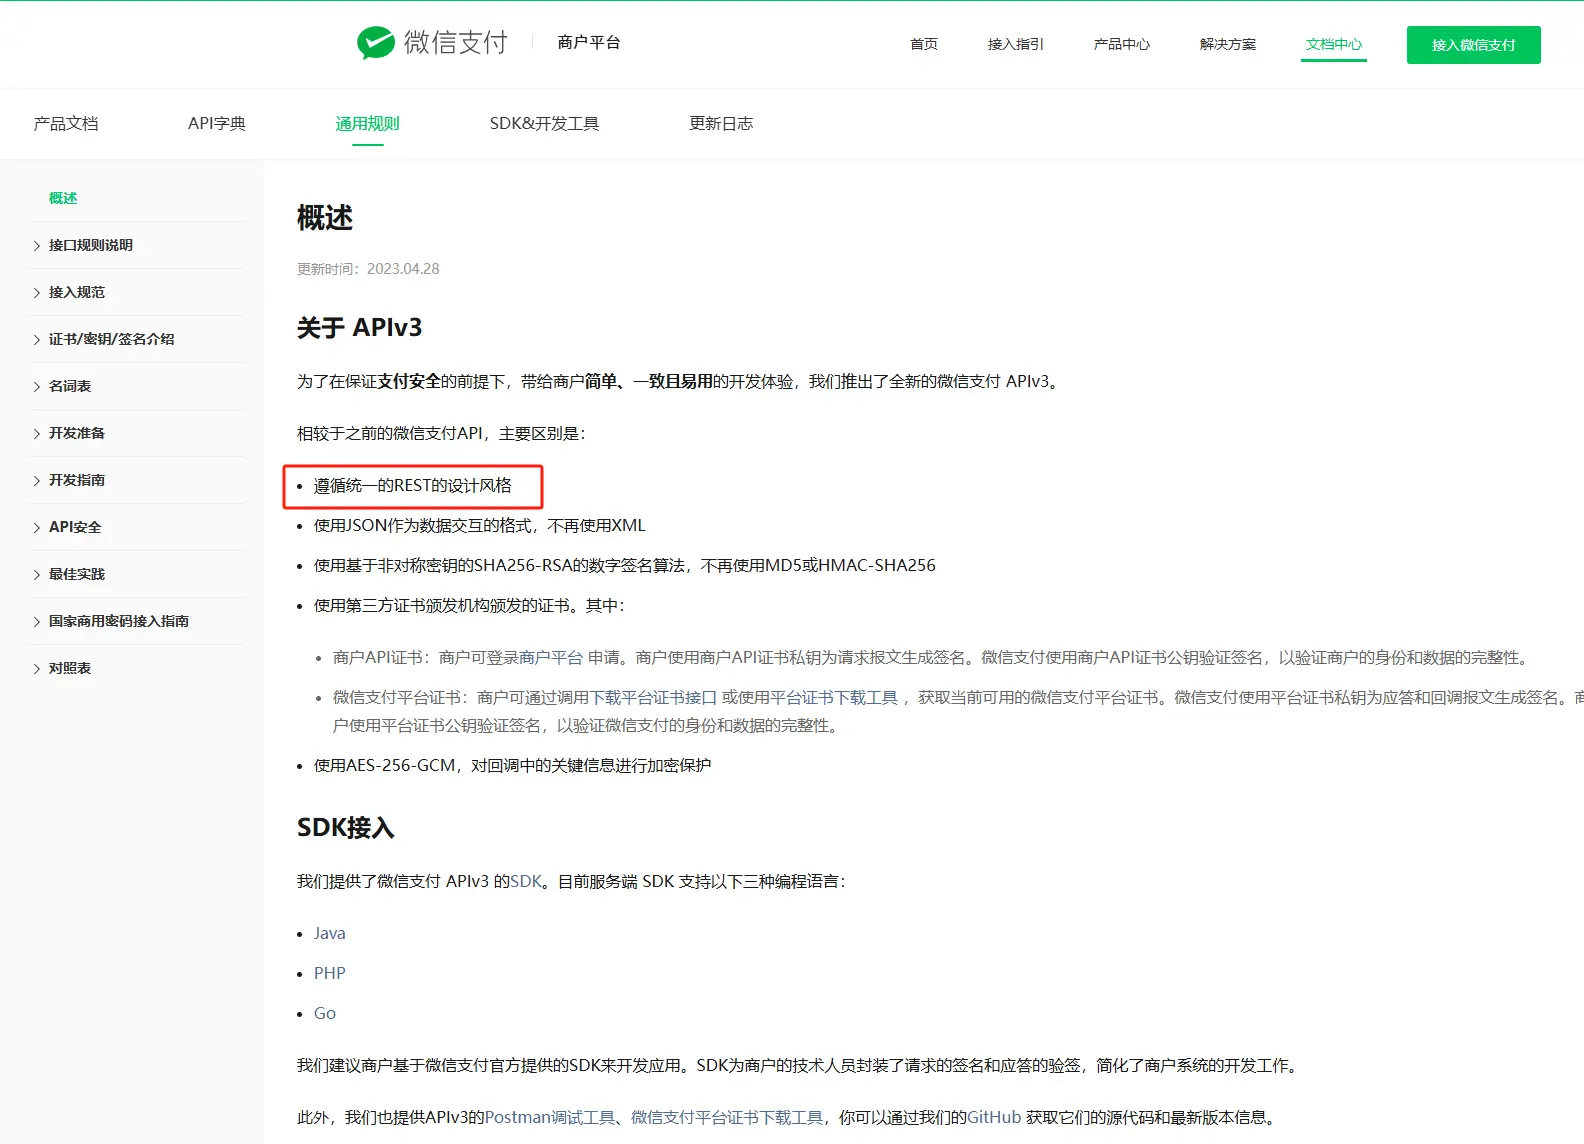 微信支付 商户平台 首页 接入指引 产品中心 解决方案 文档中心 接入微信支付
产品文档 API字典 通用规则 SDK&开发工具 更新日志
概述
接口规则说明
接入规范
证书/密钥/签名介绍
名词表
开发准备
开发指南
API安全
最佳实践
国家商用密码接入指南
对照表
概述
更新时间：2023.04.28
关于 APIv3
为了在保证支付安全的前提下，带给商户简单、一致且易用的开发体验，我们推出了全新的微信支付 APIv3。
相较于之前的微信支付API，主要区别是：
遵循统一的REST的设计风格
使用JSON作为数据交互的格式，不再使用XML
使用基于非对称密钥的SHA256-RSA的数字签名算法，不再使用MD5或HMAC-SHA256
使用第三方证书颁发机构颁发的证书。其中：
商户API证书：商户可登录商户平台 申请。商户使用商户API证书私钥为请求报文生成签名。微信支付使用商户API证书公钥验证签名，以验证商户的身份和数据的完整性。
微信支付平台证书：商户可通过调用下载平台证书接口 或使用平台证书下载工具 ，获取当前可用的微信支付平台证书。微信支付使用平台证书私钥为应答和回调报文生成签名。商
户使用平台证书公钥验证签名，以验证微信支付的身份和数据的完整性。
使用AES-256-GCM，对回调中的关键信息进行加密保护
SDK接入
我们提供了微信支付 APIv3 的SDK。目前服务端 SDK 支持以下三种编程语言：
Java
PHP
Go
我们建议商户基于微信支付官方提供的SDK来开发应用。SDK为商户的技术人员封装了请求的签名和应答的验签，简化了商户系统的开发工作。
此外，我们也提供APIv3的Postman调试工具、微信支付平台证书下载工具，你可以通过我们的GitHub 获取它们的源代码和最新版本信息。